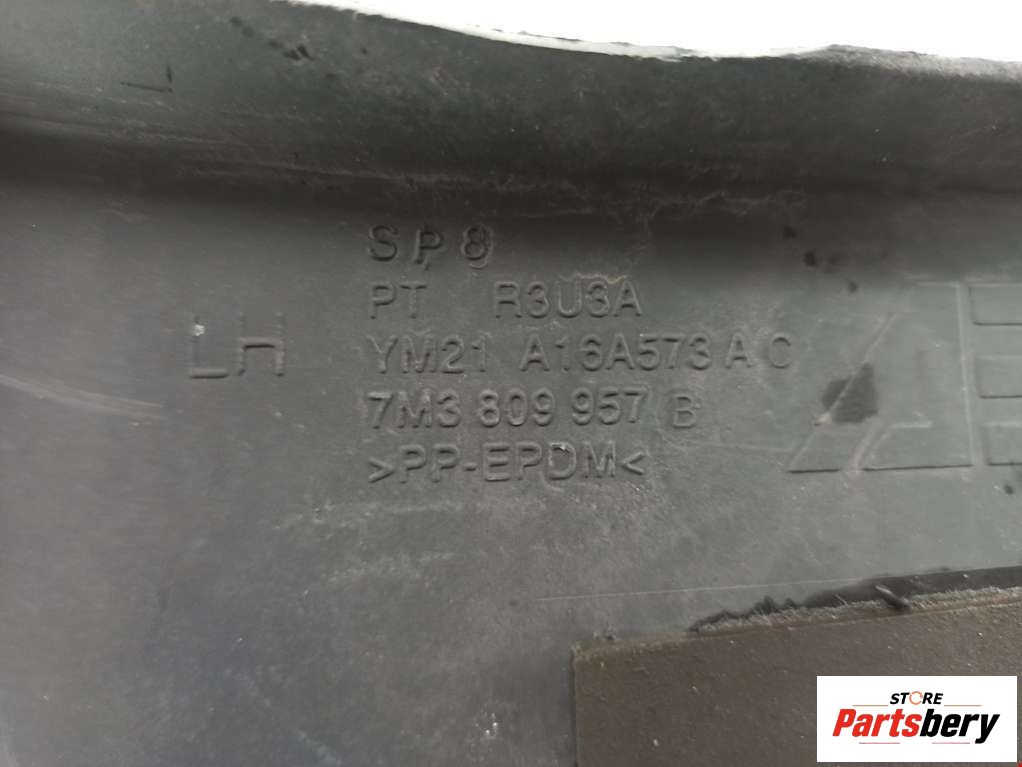 SP8
PT R3U3A
LH
YM21 A16A573 AC
7M3 809 957 B
>PP-EPDM<
STORE
Partsbery